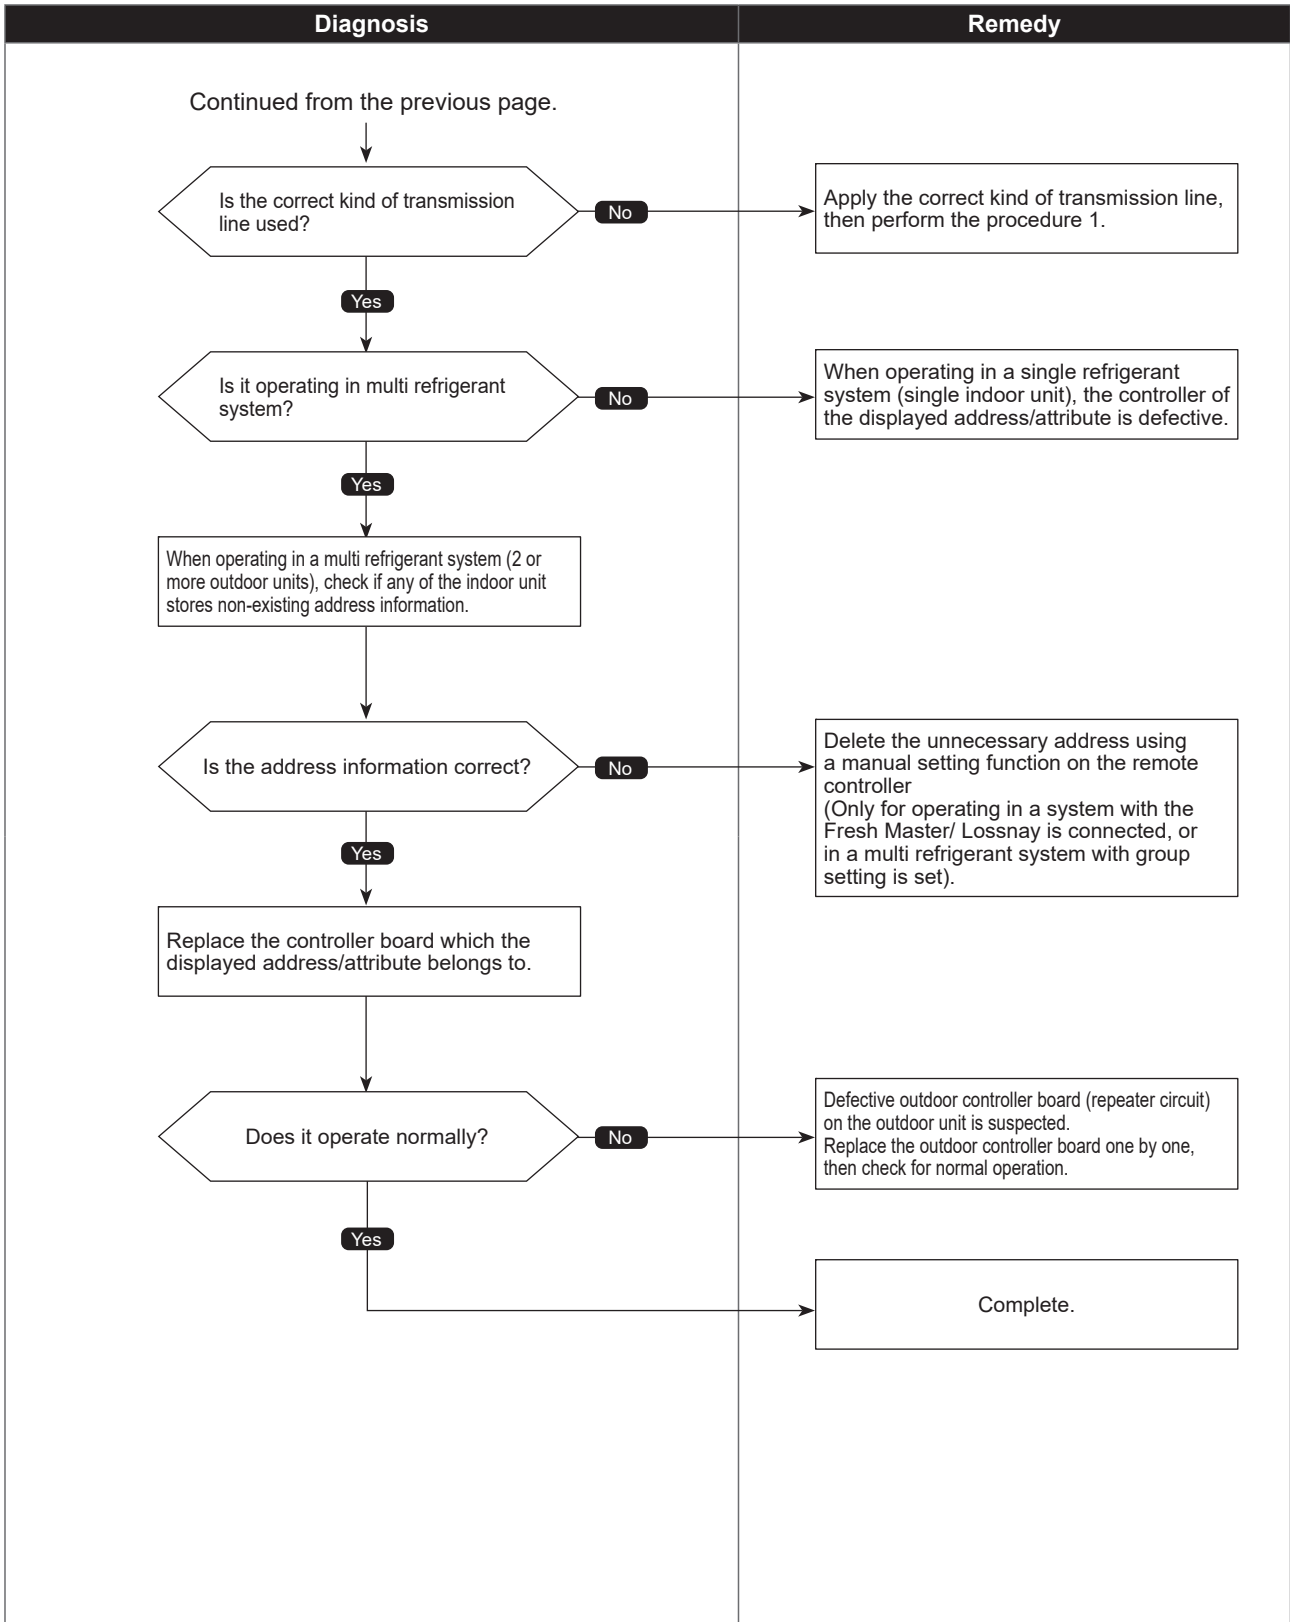 Diagnosis
Remedy
Continued from the previous page.
Is the correct kind of transmission
line used?
No
Apply the correct kind of transmission line,
then perform the procedure 1.
Yes
Is it operating in multi refrigerant
system?
No
When operating in a single refrigerant
system (single indoor unit), the controller of
the displayed address/attribute is defective.
Yes
When operating in a multi refrigerant system (2 or
more outdoor units), check if any of the indoor unit
stores non-existing address information.
Is the address information correct?
No
Delete the unnecessary address using
a manual setting function on the remote
controller
(Only for operating in a system with the
Fresh Master/ Lossnay is connected, or
in a multi refrigerant system with group
setting is set).
Yes
Replace the controller board which the
displayed address/attribute belongs to.
Does it operate normally?
No
Defective outdoor controller board (repeater circuit)
on the outdoor unit is suspected.
Replace the outdoor controller board one by one,
then check for normal operation.
Yes
Complete.